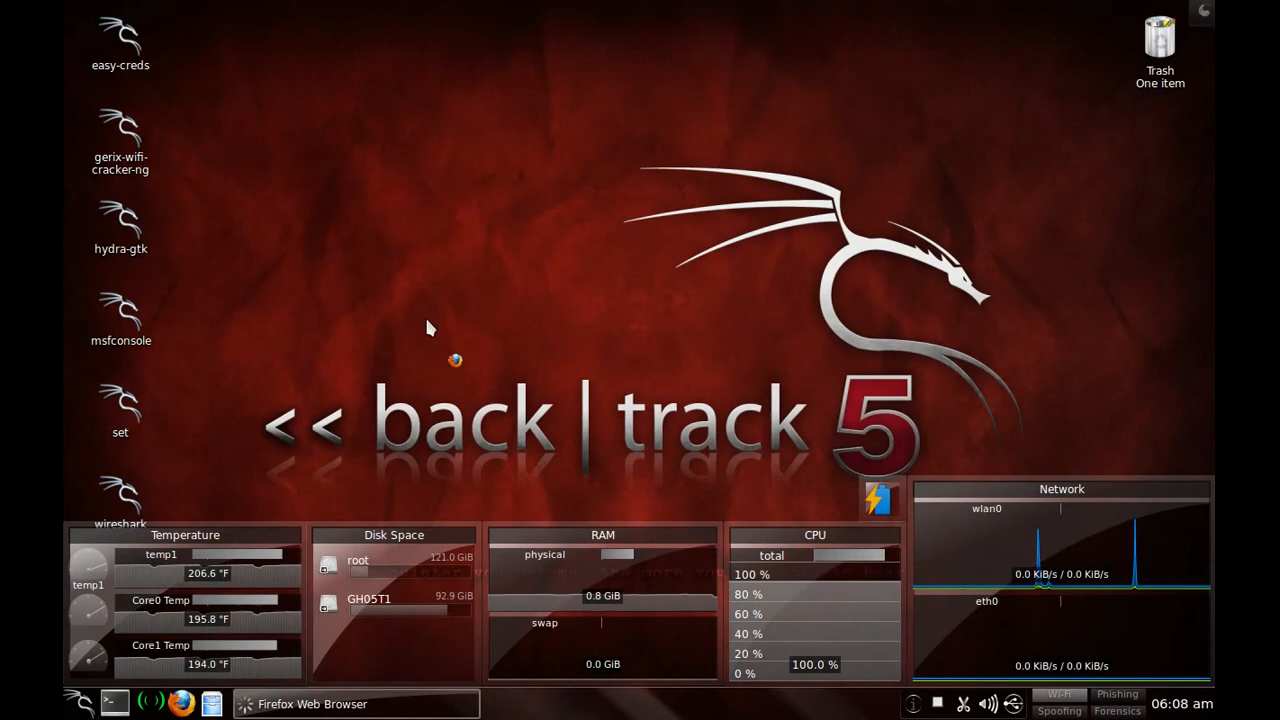 easy-creds
gerix-wifi-
cracker-ng
hydra-gtk
msfconsole
set
wireshark
Trash
One item
<< back | track 5
Temperature
temp1
206.6 °F
temp1
Core0 Temp
195.8 °F
Core1 Temp
194.0 °F
Disk Space
root
121.0 GiB
GH05T1
92.9 GiB
RAM
physical
0.8 GiB
swap
0.0 GiB
CPU
total
100 %
80 %
60 %
40 %
20 %
0 %
100.0 %
Network
wlan0
0.0 KiB/s / 0.0 KiB/s
eth0
0.0 KiB/s / 0.0 KiB/s
Firefox Web Browser
Wi-Fi
Phishing
Spoofing
Forensics
06:08 am